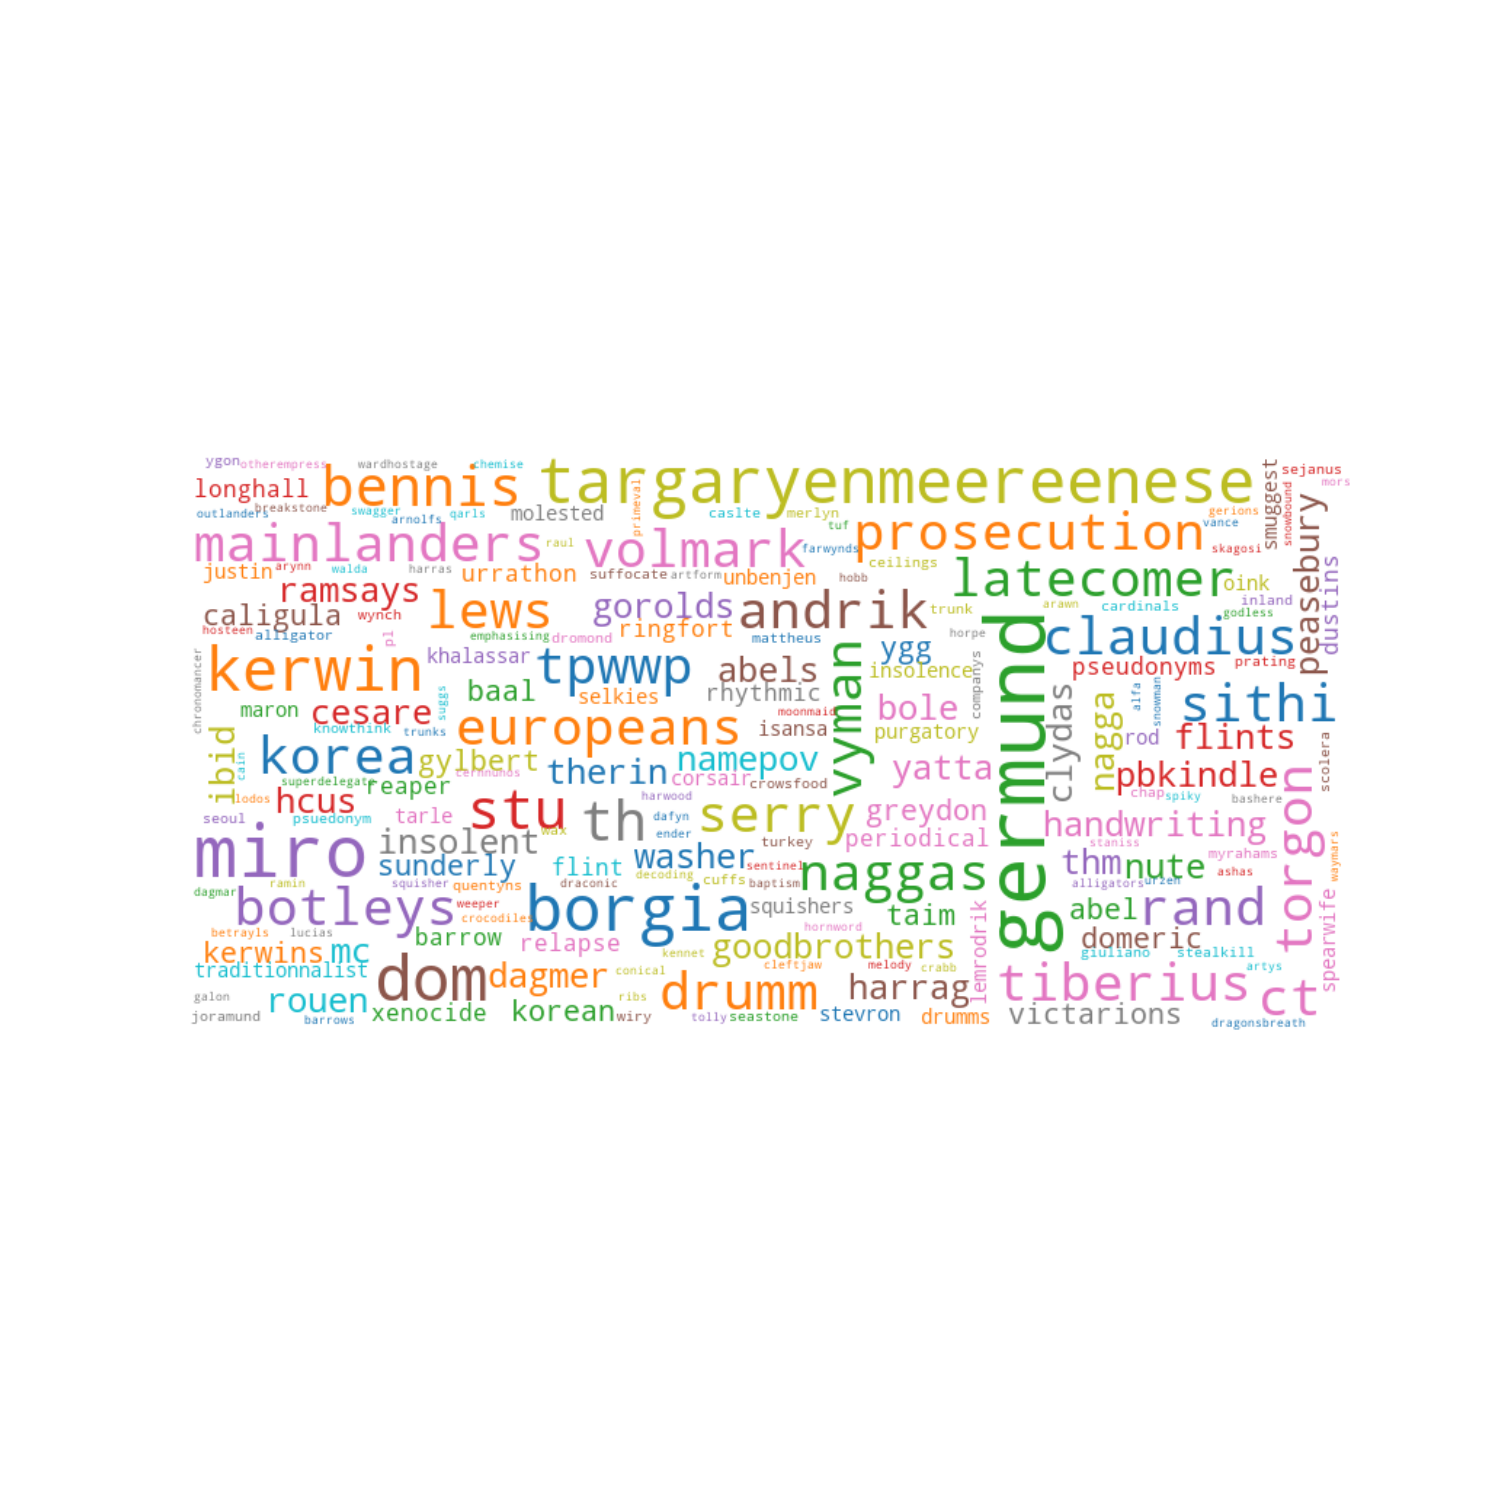 ygon otherempress wardhostage chemise
bennis targaryenmeereenese smuggest sejanus
longhall primeval snowbound mors
outlanders breakstone swagger arnolfs qarls molested caslte merlyn tuf gerions vance
mainlanders raul volmark farwynds prosecution skagosi peasebury
justin arynn walda harras urrathon suffocate artform unbenjen hobb ceilings latecomer oink dustins
ramsays lews gorolds andrik trunk arawn cardinals godless inland
caligula wynch
hosteen alligator pl emphasising dromond ringfort mattheus horpe germund claudius
chronomancer kerwin khalassar tpwwp abels vyman ygg insolence companys pseudonyms prating
baal selkies rhythmic bole clydas nagga alfa snowman sithi
maron cesare suggs moonmaid
knowthink trunks europeans isansa purgatory rod flints scolera
ibid cain korea gylbert therin namepov yatta pbkindle torgon
superdelegate reaper cernnunos corsair crowsfood
lodos hcus harwood chap spiky bashere
seoul psuedonym tarle stu th dafyn serry greydon handwriting
miro insolent wax ender turkey periodical staniss myrahams waymars
sunderly flint washer sentinel naggas thm nute ashas
dagmar ramin squisher quentyns draconic decoding cuffs baptism alligators urzen
botleys weeper crocodiles borgia squishers taim lemrodrik abel rand spearwife
betrayls lucias barrow relapse hornword domeric
kerwins mc kennet goodbrothers giuliano stealkill
traditionnalist dom dagmer conical cleftjaw melody crabb tiberius artys
galon rouen ribs drumm harrag ct
joramund barrows xenocide korean wiry tolly seastone stevron drumms victarions dragonsbreath